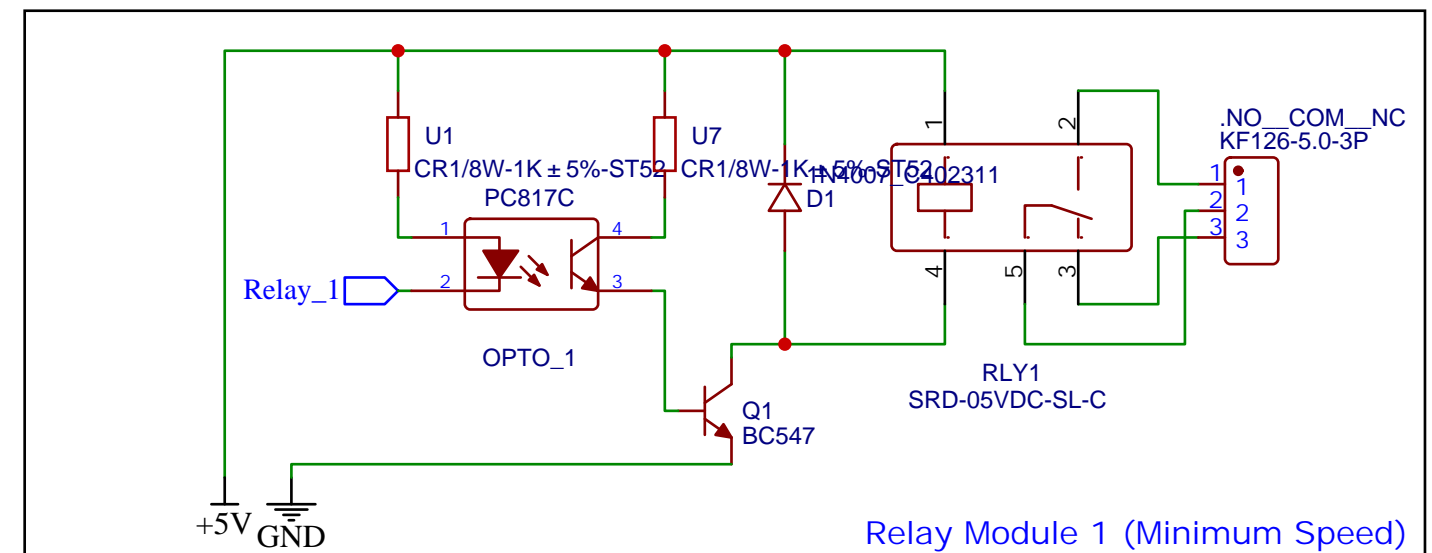 .NO__COM__NC
KF126-5.0-3P
U1
U7
CR1/8W-1K±5%-ST52
CR1/8W-1K±5%-ST52
1N4007_C402311
D1
PC817C
1
4
2
3
Relay_1
OPTO_1
1
2
4
5
3
1
1
2
2
3
3
RLY1
SRD-05VDC-SL-C
Q1
BC547
+5V
GND
Relay Module 1 (Minimum Speed)